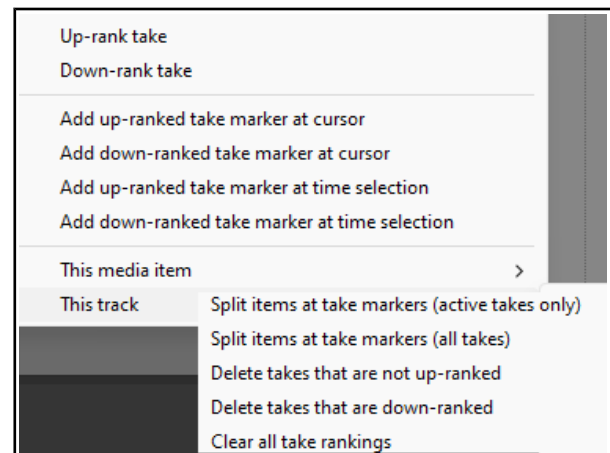 Up-rank take
Down-rank take
Add up-ranked take marker at cursor
Add down-ranked take marker at cursor
Add up-ranked take marker at time selection
Add down-ranked take marker at time selection
This media item
This track
Split items at take markers (active takes only)
Split items at take markers (all takes)
Delete takes that are not up-ranked
Delete takes that are down-ranked
Clear all take rankings